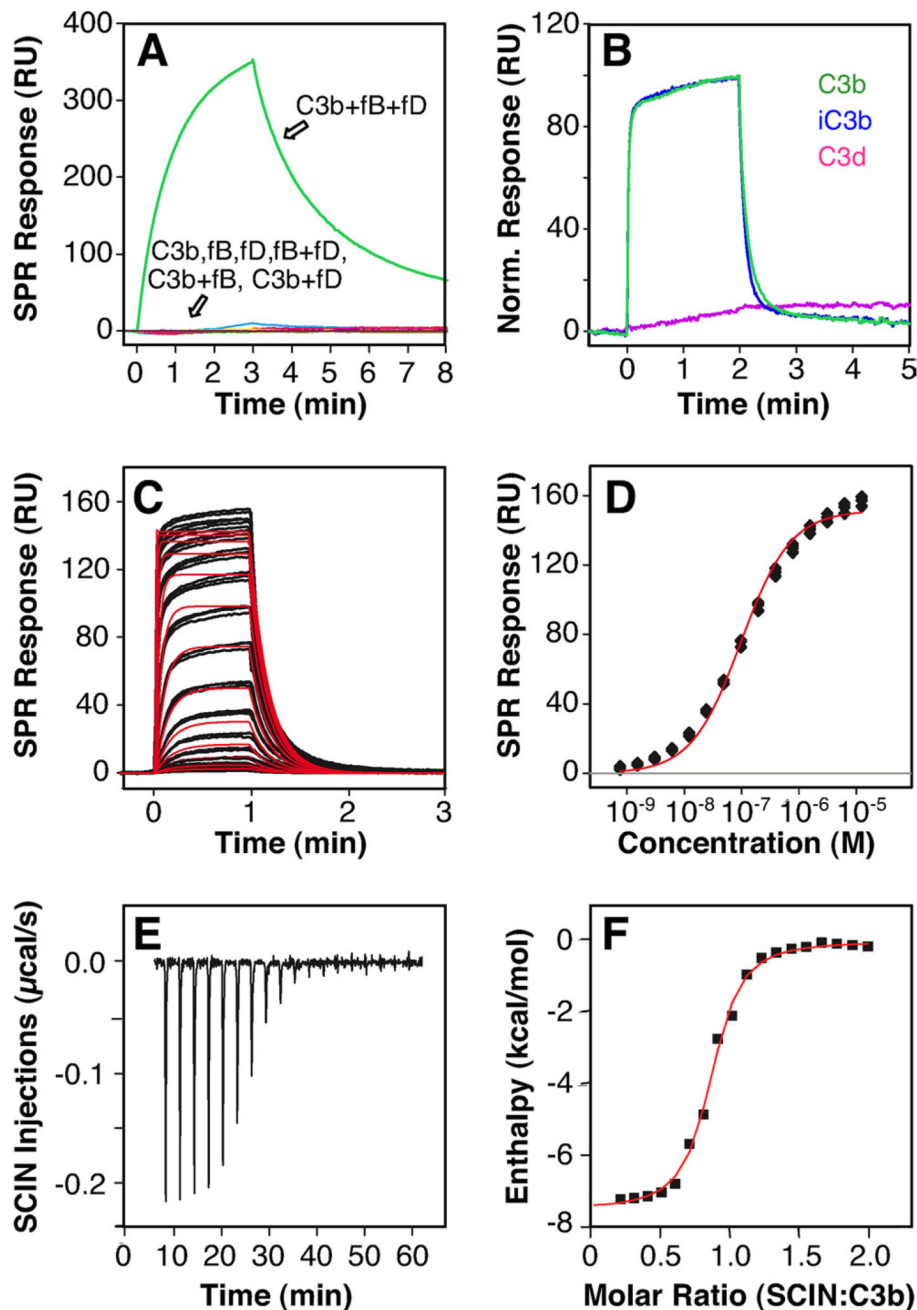 A
SPR Response (RU)
400
300
200
100
0
C3b+fB+fD
C3b,fB,fD,fB+fD,
C3b+fB, C3b+fD
0 1 2 3 4 5 6 7 8
Time (min)
B
Norm. Response (RU)
120
80
40
0
C3b
iC3b
C3d
0 1 2 3 4 5
Time (min)
C
SPR Response (RU)
160
120
80
40
0
0 1 2 3
Time (min)
D
SPR Response (RU)
160
120
80
40
0
10⁻⁹ 10⁻⁸ 10⁻⁷ 10⁻⁶ 10⁻⁵
Concentration (M)
E
SCIN Injections (µcal/s)
0.0
-0.1
-0.2
0 10 20 30 40 50 60
Time (min)
F
Enthalpy (kcal/mol)
0
-2
-4
-6
-8
0 0.5 1.0 1.5 2.0
Molar Ratio (SCIN:C3b)